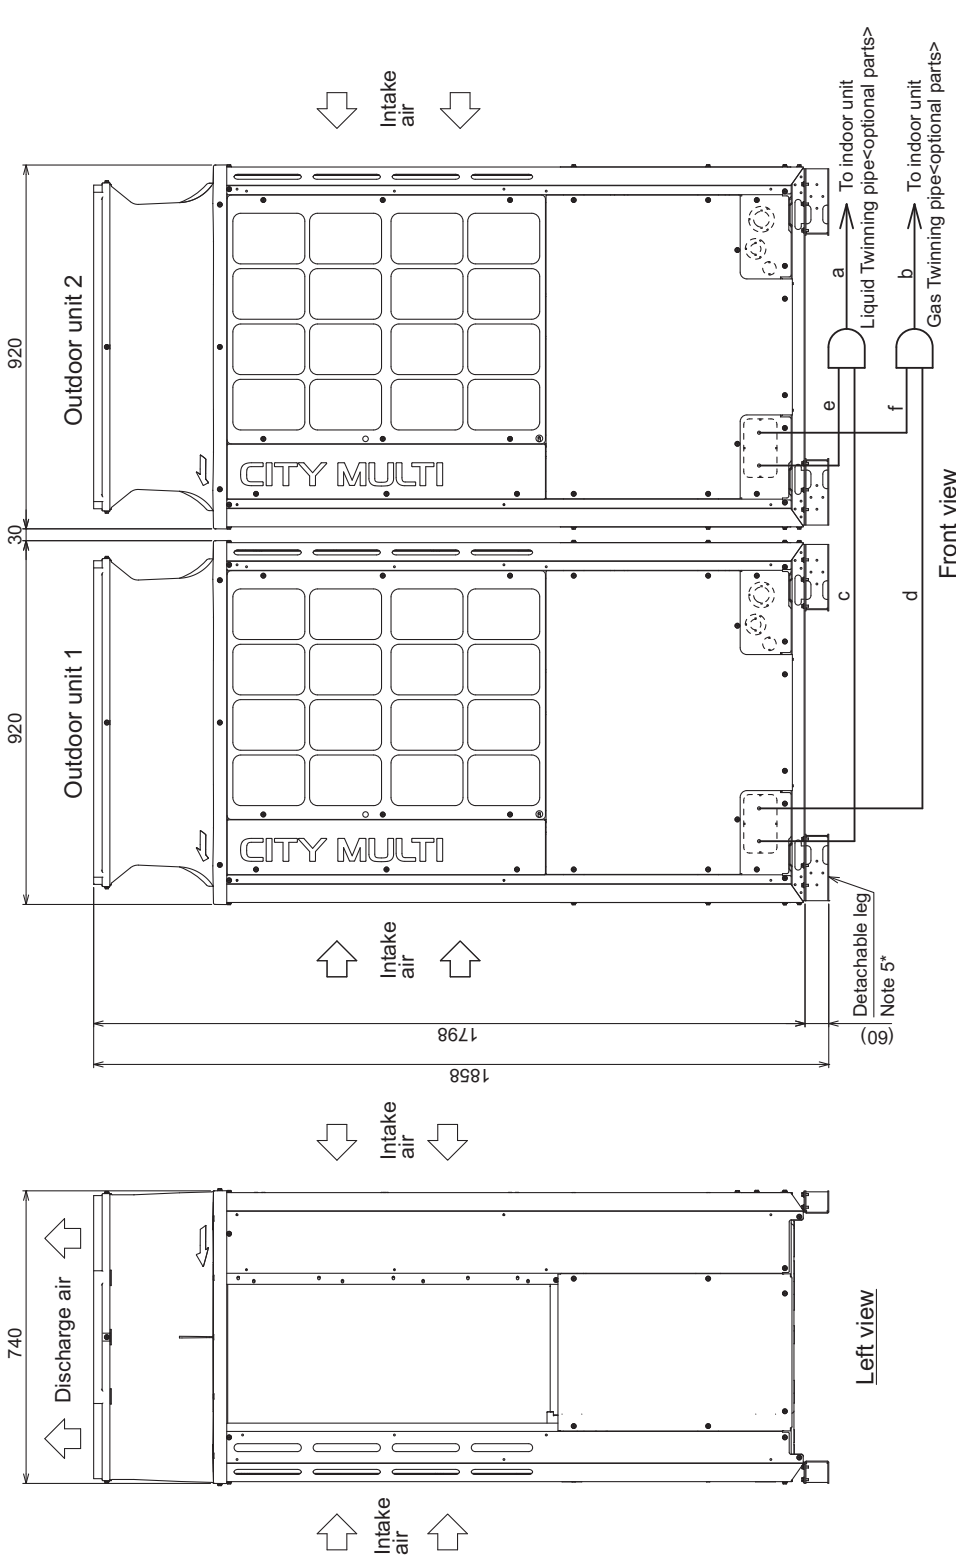 740
Discharge air
Intake
air
Intake
air
Left view
1858
1798
(60)
Detachable leg
Note 5*
Intake
air
920
30
920
Outdoor unit 1
Outdoor unit 2
CITY MULTI
CITY MULTI
Intake
air
c
d
e
f
a
b
To indoor unit
Liquid Twinning pipe<optional parts>
To indoor unit
Gas Twinning pipe<optional parts>
Front view